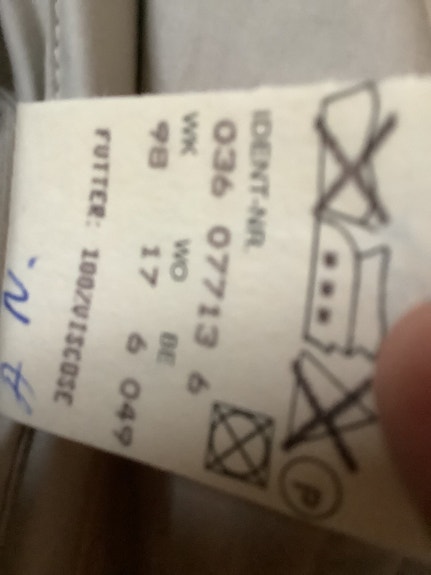 P
IDENT-NR.
036 07713 6
WK WO BE
98 17 6 049
FUTTER: 100%VISCOSE